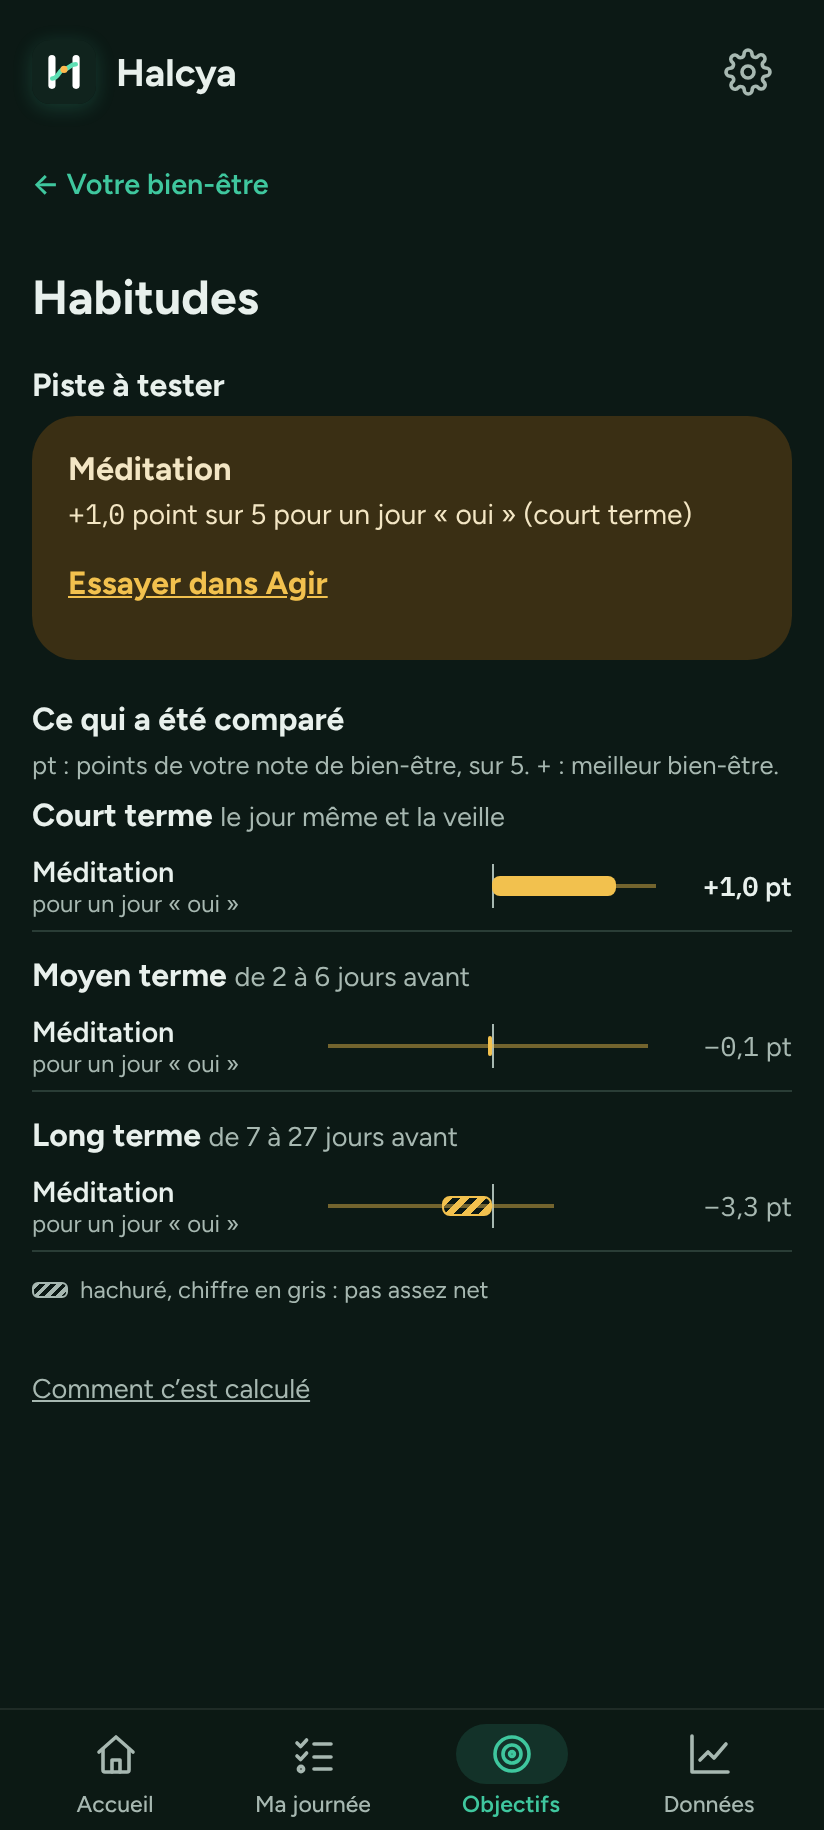 Halcya
← Votre bien-être
Habitudes
Piste à tester
Méditation
+1,0 point sur 5 pour un jour « oui » (court terme)
Essayer dans Agir
Ce qui a été comparé
pt : points de votre note de bien-être, sur 5. + : meilleur bien-être.
Court terme le jour même et la veille
Méditation
pour un jour « oui »
+1,0 pt
Moyen terme de 2 à 6 jours avant
Méditation
pour un jour « oui »
−0,1 pt
Long terme de 7 à 27 jours avant
Méditation
pour un jour « oui »
−3,3 pt
hachuré, chiffre en gris : pas assez net
Comment c’est calculé
Accueil
Ma journée
Objectifs
Données